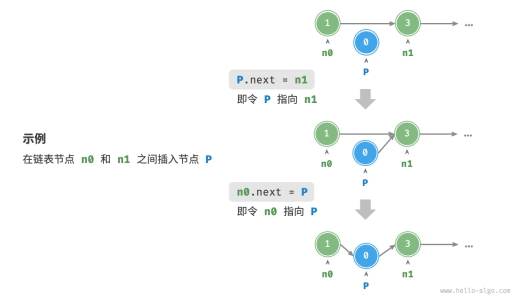 1 3 ...
0
n0 n1
P
P.next = n1
即令 P 指向 n1
1 3 ...
0
示例
n0 n1
在链表节点 n0 和 n1 之间插入节点 P
P
n0.next = P
即令 n0 指向 P
1 3 ...
0
n0 n1
P
www.hello-algo.com